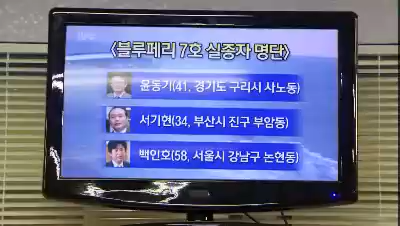 <블루페리 7호 실종자 명단>
윤동기(41, 경기도 구리시 사노동)
서기현(34, 부산시 진구 부암동)
백인호(58, 서울시 강남구 논현동)